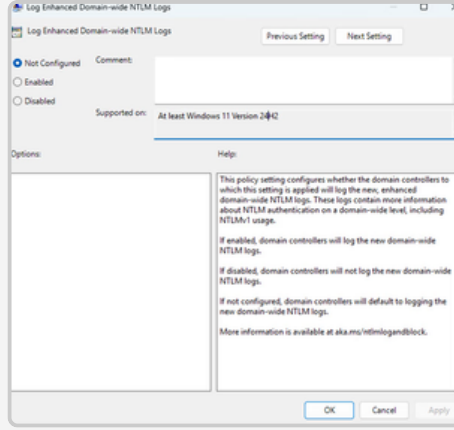 Log Enhanced Domain-wide NTLM Logs
Log Enhanced Domain-wide NTLM Logs
Previous Setting
Next Setting
Not Configured
Comment:
Enabled
Disabled
Supported on:
At least Windows 11 Version 24H2
Options:
Help:
This policy setting configures whether the domain controllers to
which this setting is applied will log the new, enhanced
domain-wide NTLM logs. These logs contain more information
about NTLM authentication on a domain-wide level, including
NTLMv1 usage.
If enabled, domain controllers will log the new domain-wide
NTLM logs.
If disabled, domain controllers will not log the new domain-wide
NTLM logs.
If not configured, domain controllers will default to logging the
new domain-wide NTLM logs.
More information is available at aka.ms/ntlmlogandblock.
OK
Cancel
Apply